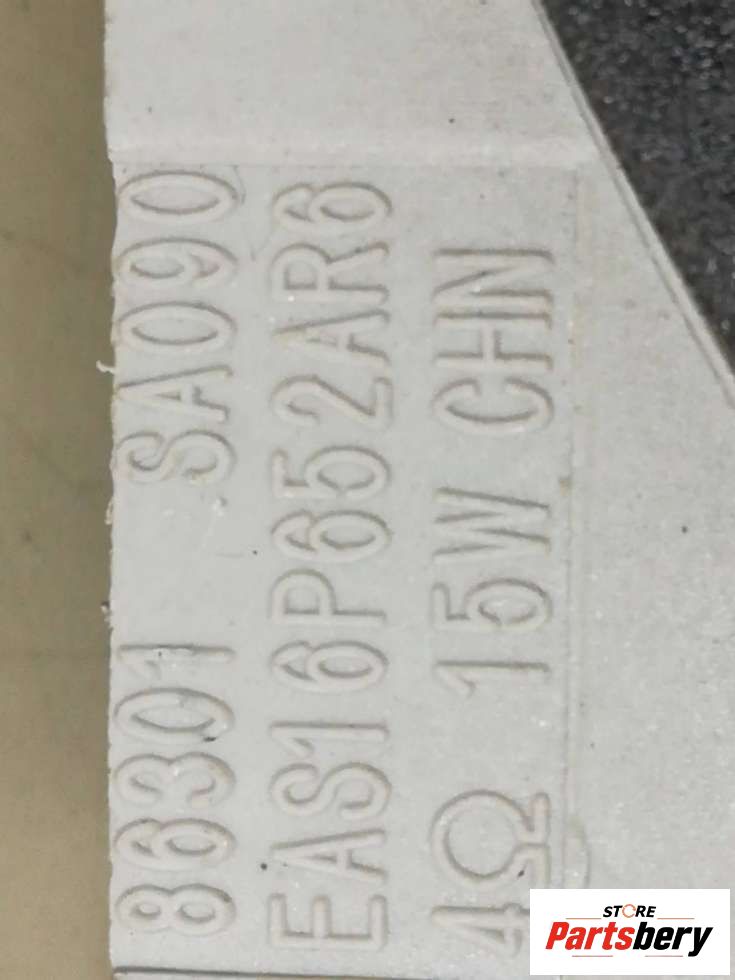 86301 SA090
EAS16P652AR6
4Ω 15W CHN
STORE
Partsbery